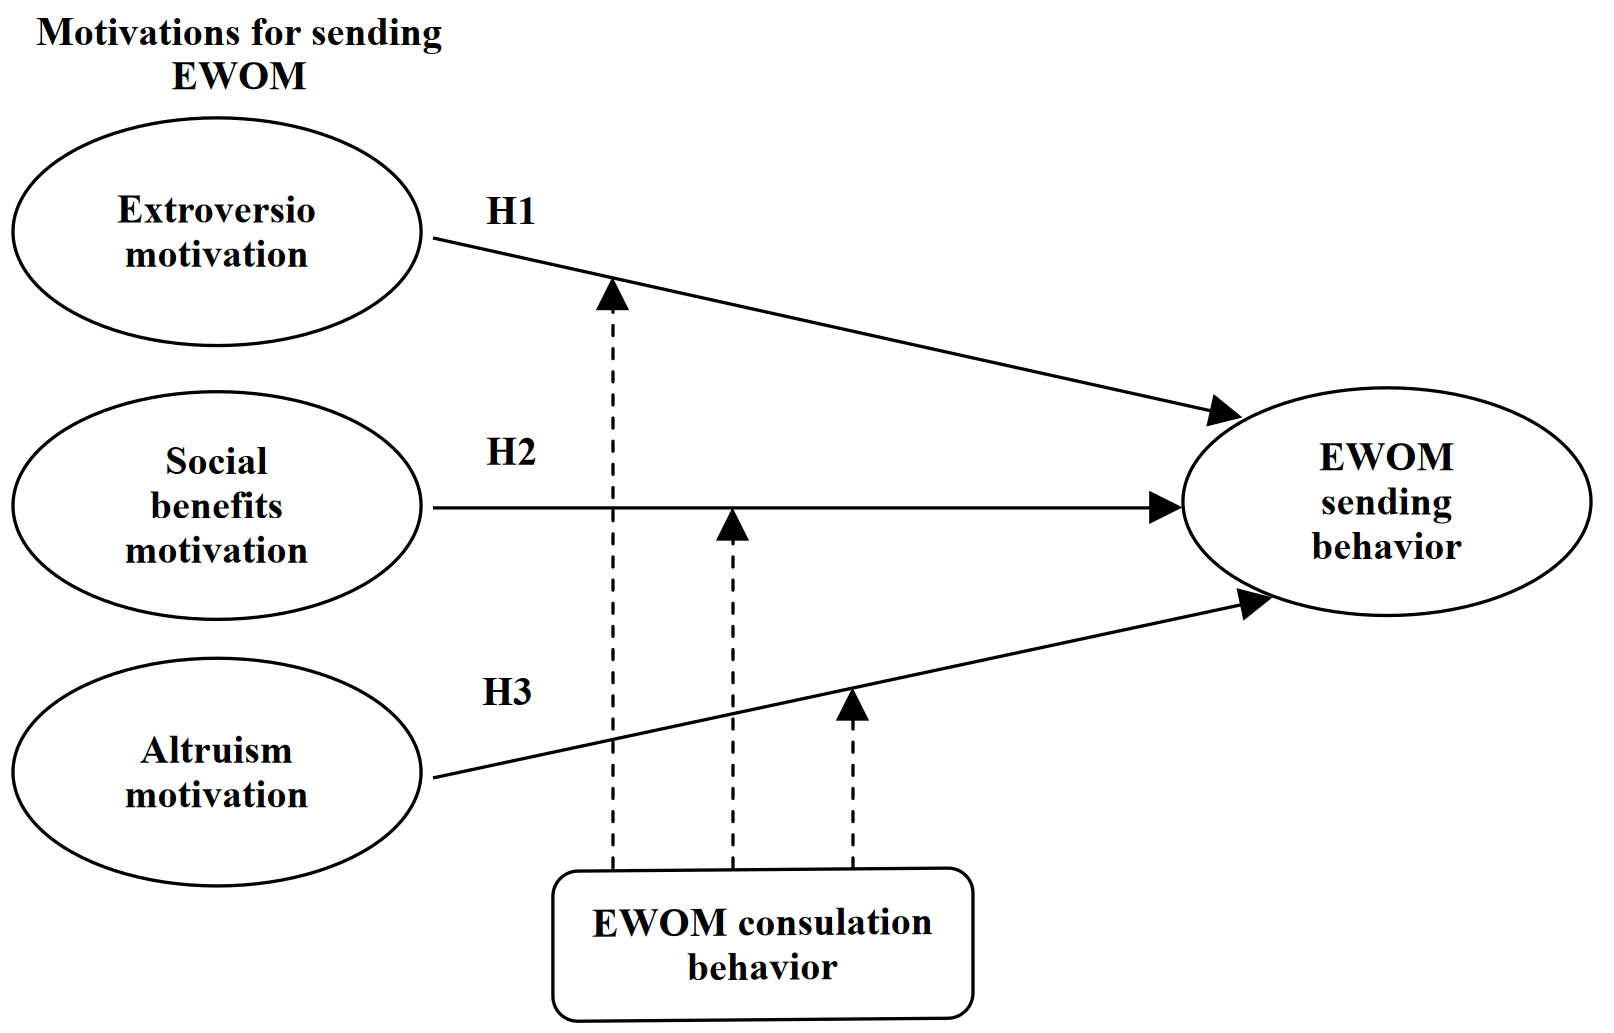 Motivations for sending
EWOM
Extroversio
motivation
H1
Social
benefits
motivation
H2
EWOM
sending
behavior
Altruism
motivation
H3
EWOM consulation
behavior